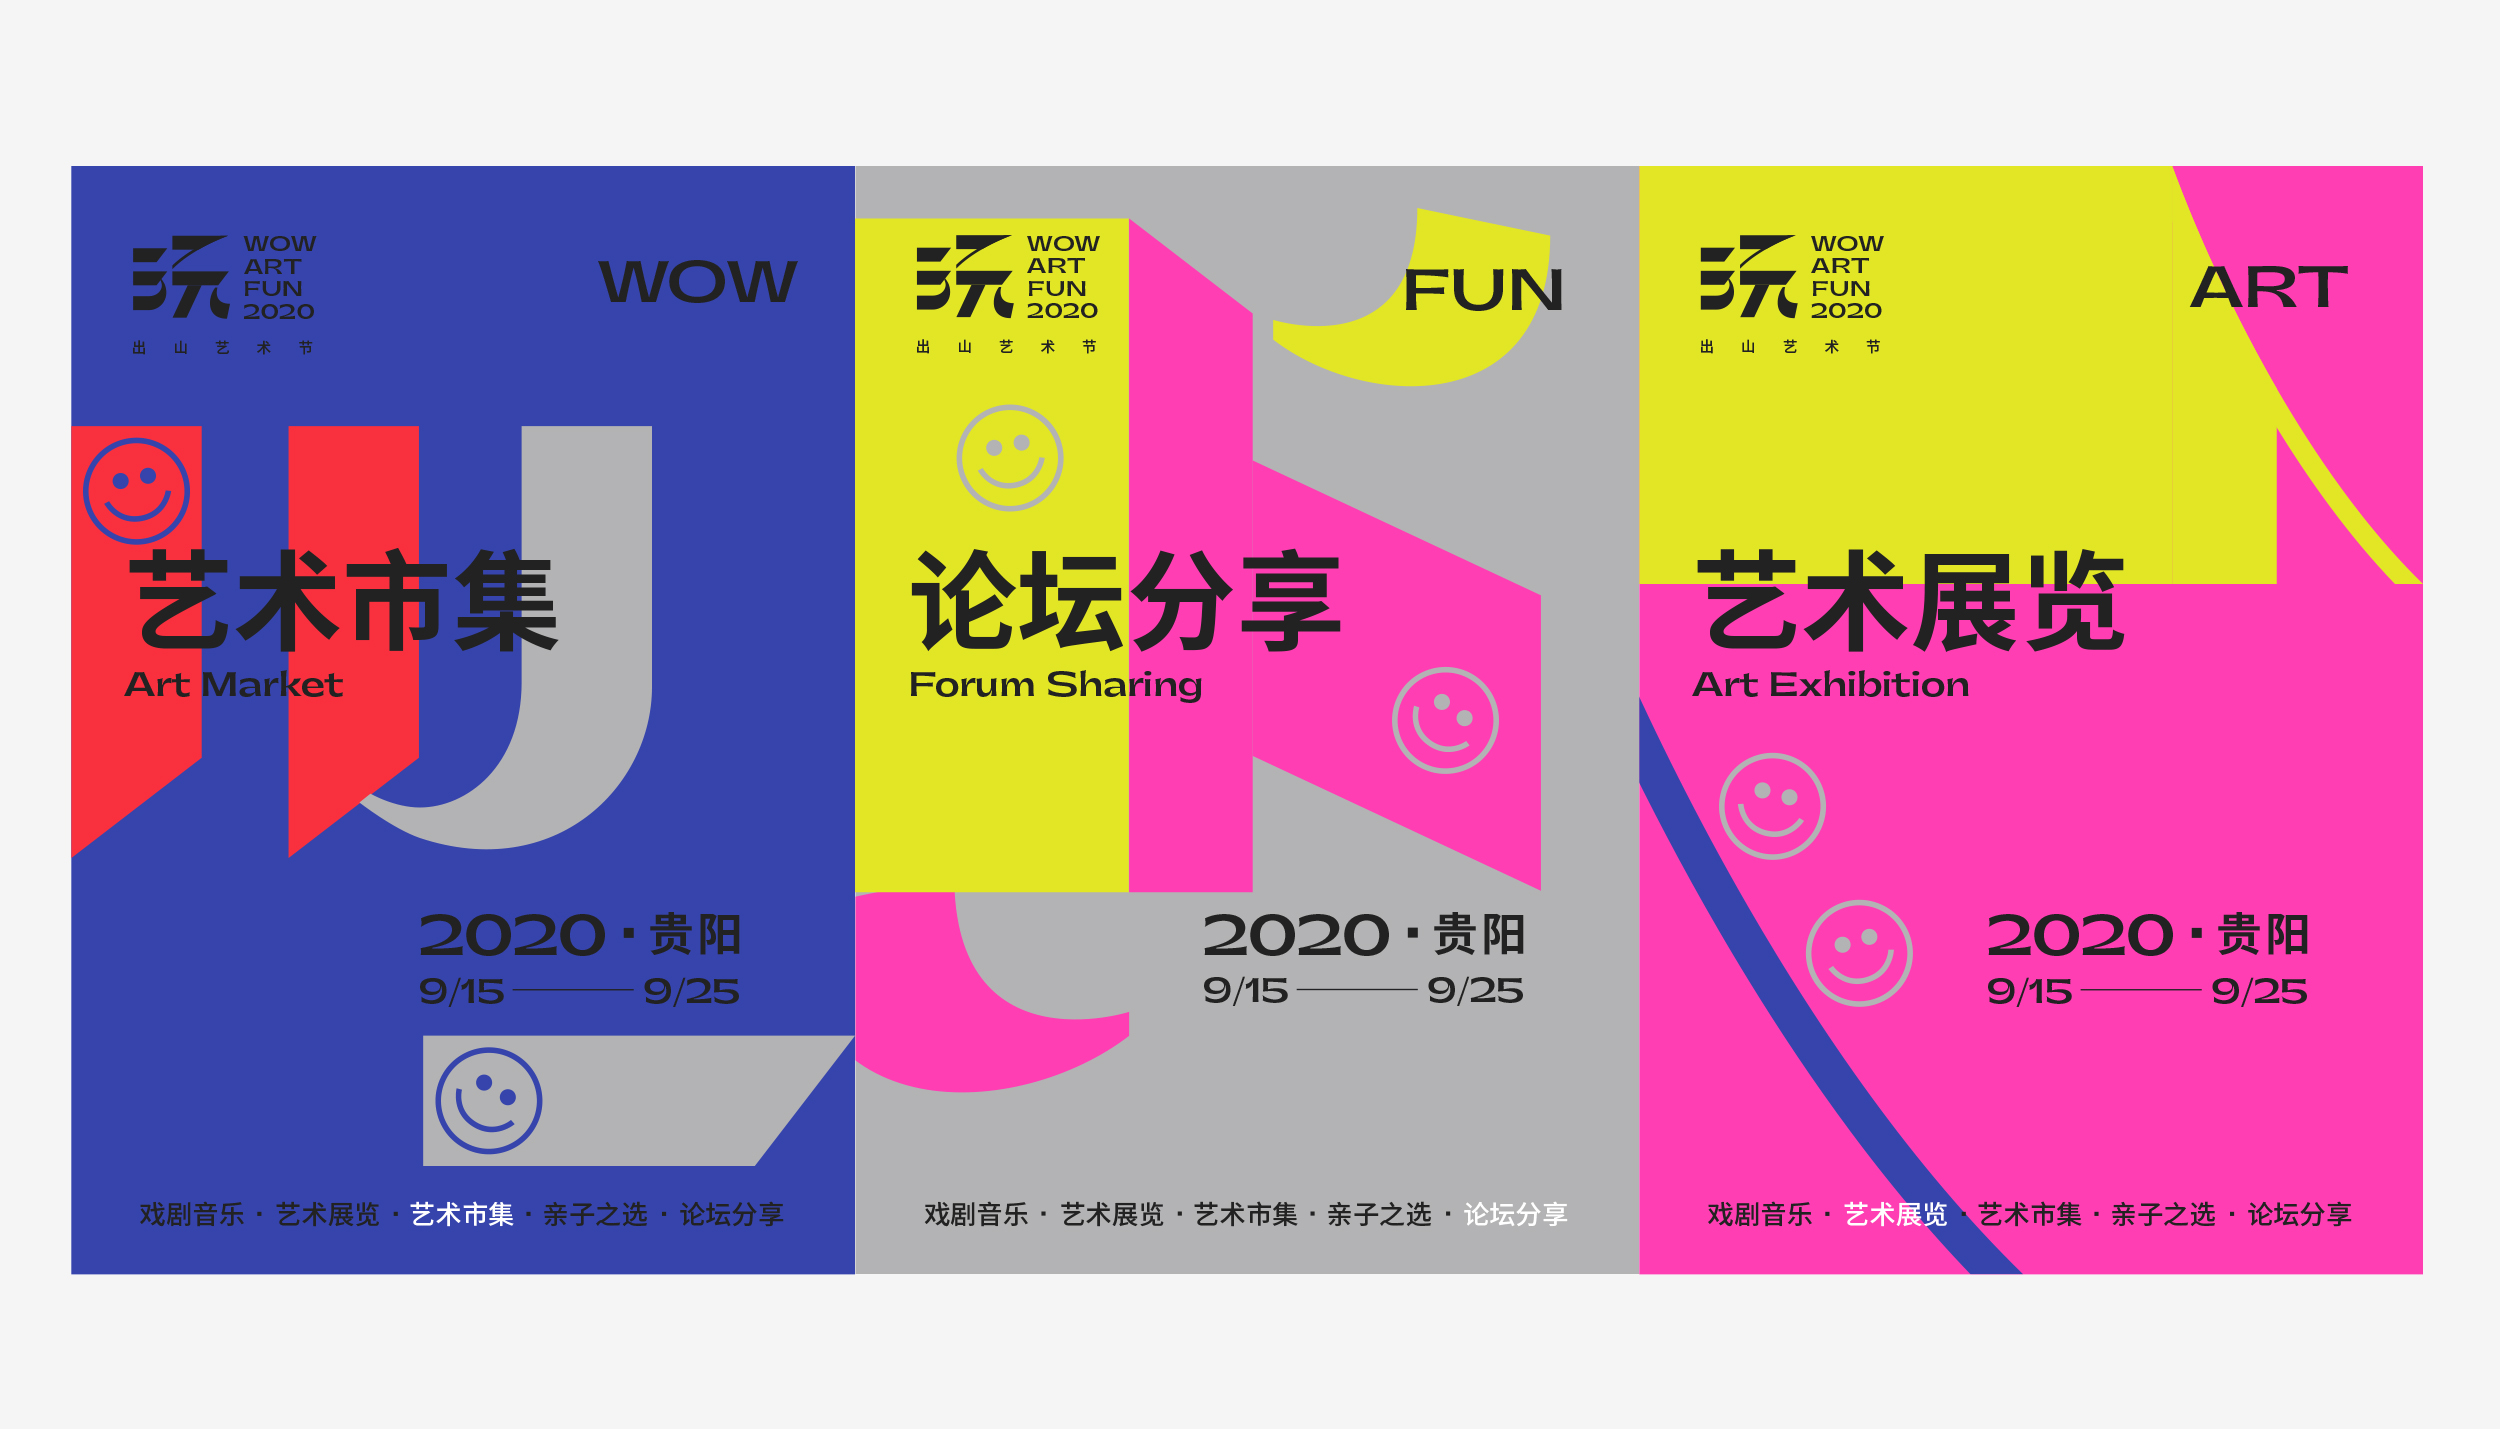 WOW
ART
FUN
2020
出山艺术节
WOW
艺术市集
Art Market
2020·贵阳
9/15 — 9/25
戏剧音乐 · 艺术展览 · 艺术市集 · 亲子之选 · 论坛分享
WOW
ART
FUN
2020
出山艺术节
FUN
论坛分享
Forum Sharing
2020·贵阳
9/15 — 9/25
戏剧音乐 · 艺术展览 · 艺术市集 · 亲子之选 · 论坛分享
WOW
ART
FUN
2020
出山艺术节
ART
艺术展览
Art Exhibition
2020·贵阳
9/15 — 9/25
戏剧音乐 · 艺术展览 · 艺术市集 · 亲子之选 · 论坛分享